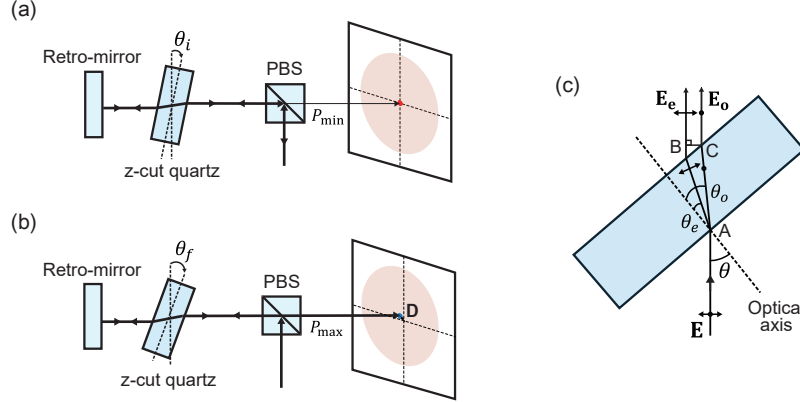 (a)
θi
Retro-mirror
PBS
Pmin
z-cut quartz
(b)
θf
Retro-mirror
PBS
D
Pmax
z-cut quartz
(c)
Ee
Eo
B
C
θo
θe
A
θ
Optical
axis
E